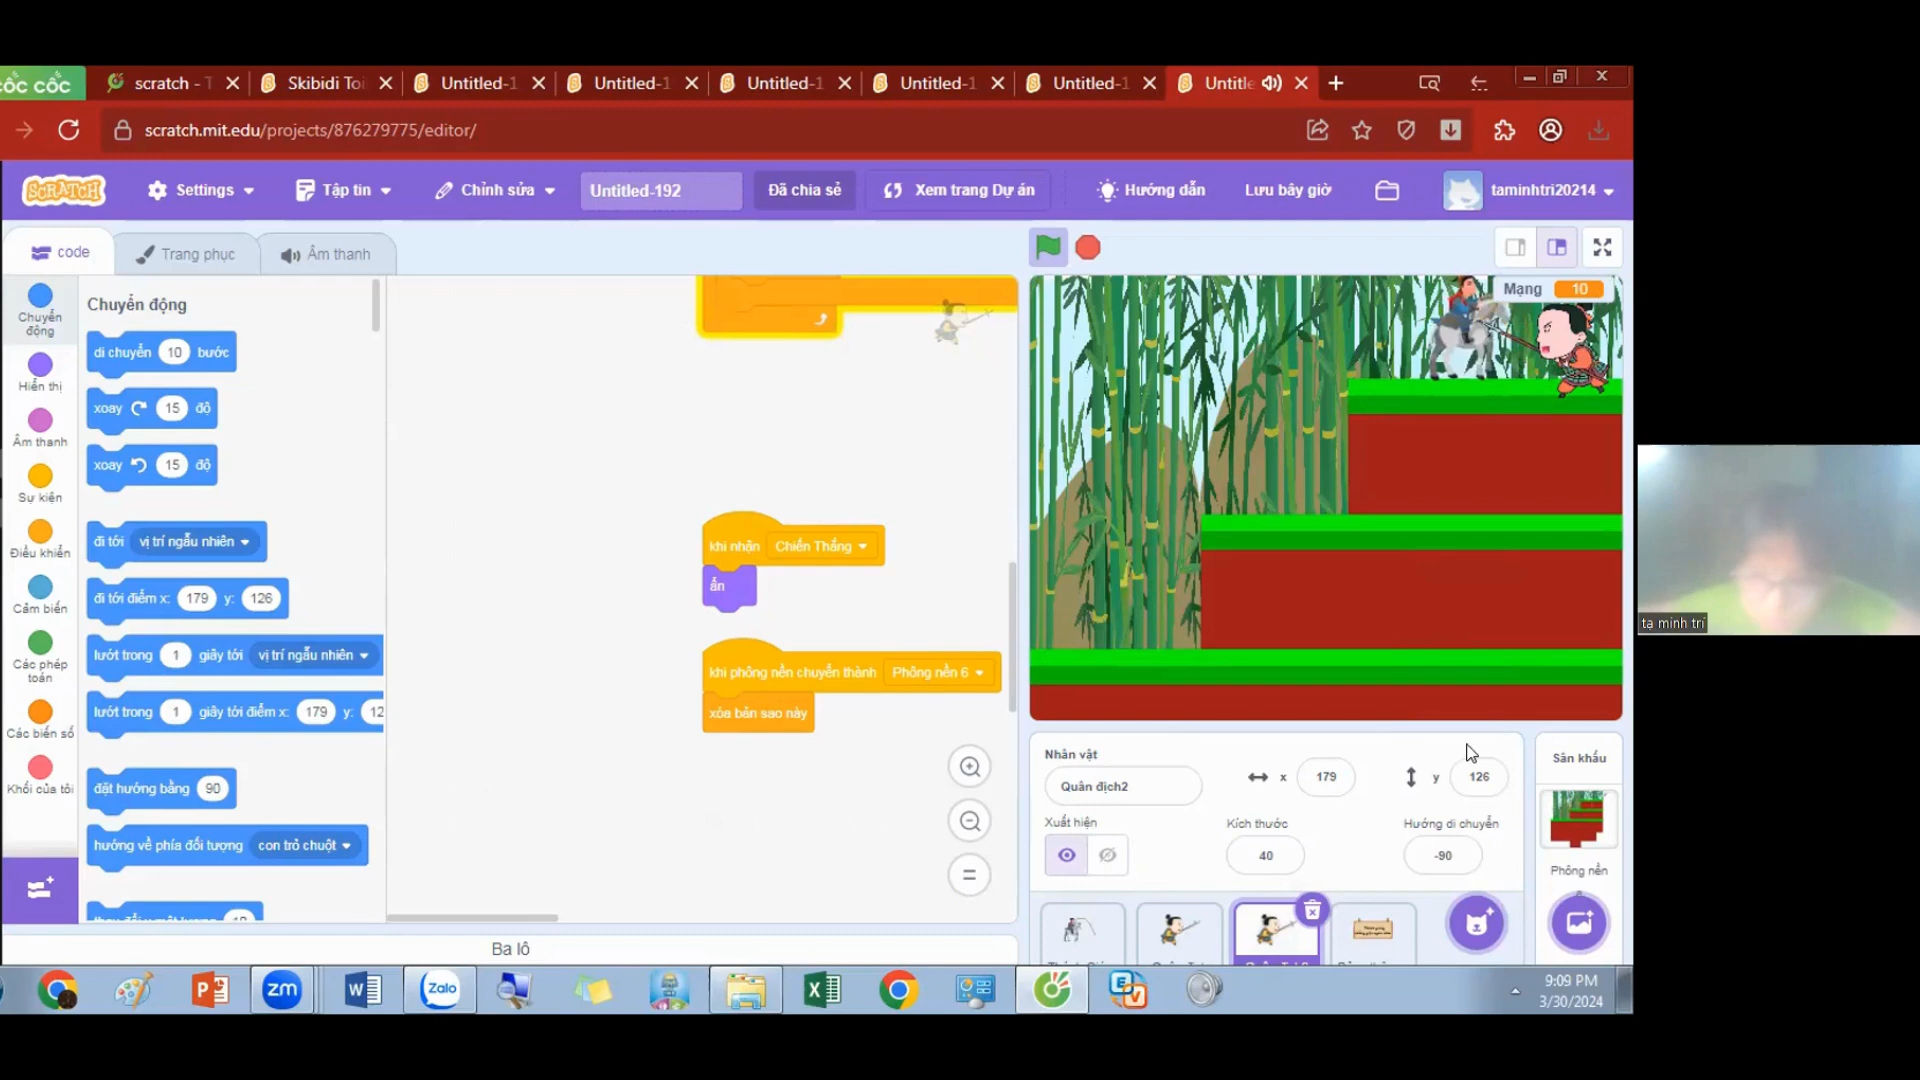 cốc cốc
scratch - T
Skibidi Toi
Untitled-1
Untitled-1
Untitled-1
Untitled-1
Untitled-1
Untitle
scratch.mit.edu/projects/876279775/editor/
SCRATCH
Settings
Tập tin
Chỉnh sửa
Untitled-192
Đã chia sẻ
Xem trang Dự án
Hướng dẫn
Lưu bây giờ
taminhtri20214
code
Trang phục
Âm thanh
Chuyển động
Hiển thị
Âm thanh
Sự kiện
Điều khiển
Cảm biến
Các phép toán
Các biến số
Khối của tôi
Chuyển động
di chuyển 10 bước
xoay 15 độ
xoay 15 độ
đi tới vị trí ngẫu nhiên
đi tới điểm x: 179 y: 126
lướt trong 1 giây tới vị trí ngẫu nhiên
lướt trong 1 giây tới điểm x: 179 y: 12
đặt hướng bằng 90
hướng về phía đối tượng con trỏ chuột
khi nhận Chiến Thắng
ẩn
khi phông nền chuyển thành Phông nền 6
xóa bản sao này
Ba lô
Mạng 10
Nhân vật
Quân địch2
x 179
y 126
Xuất hiện
Kích thước
40
Hướng di chuyển
-90
Sân khấu
Phông nền
tạ minh trí
zm
Zalo
9:09 PM
3/30/2024